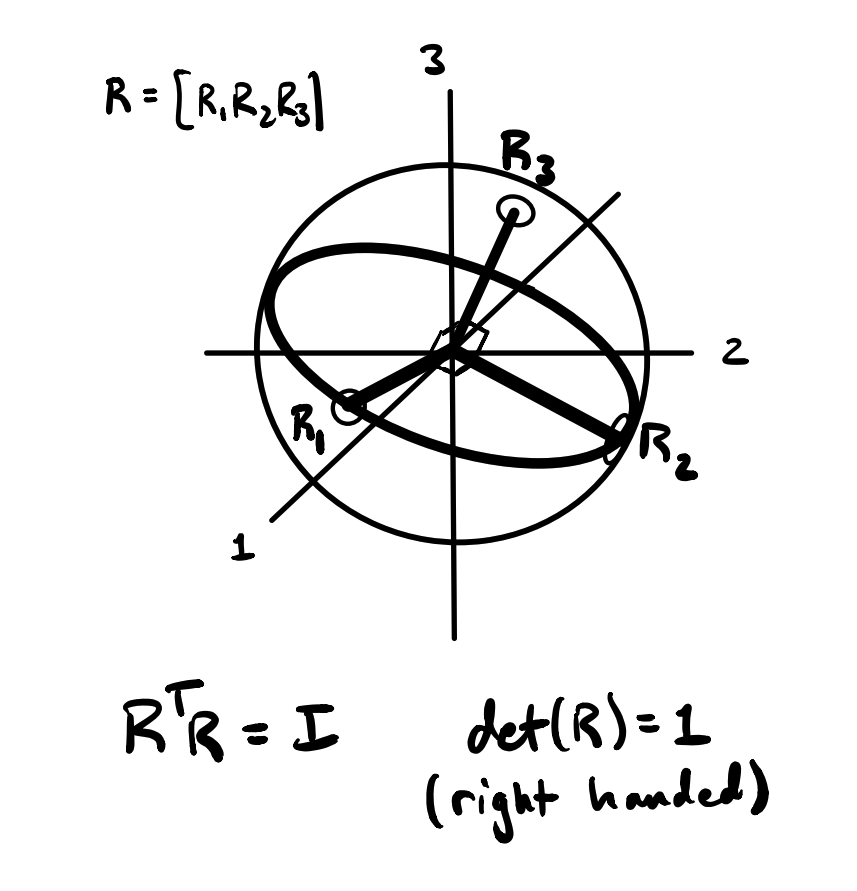 3
R = [R₁R₂R₃]
R₃
2
R₁
R₂
1
RᵀR = I
det(R) = 1
(right handed)